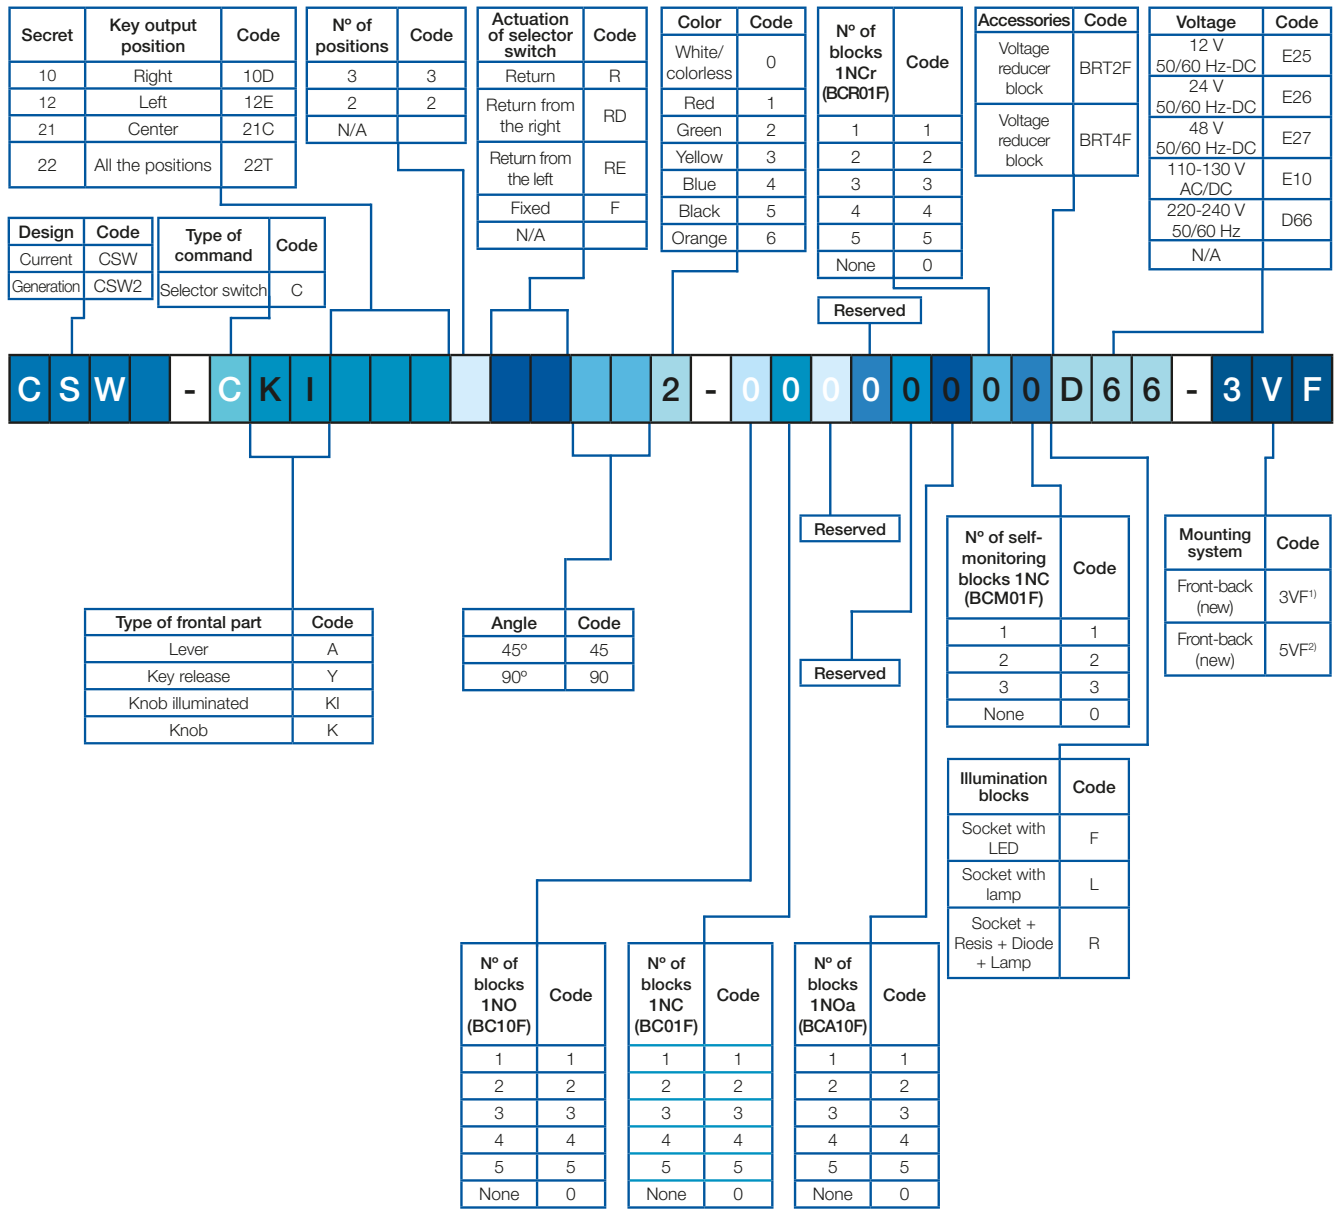 Secret Key output position Code
10 Right 10D
12 Left 12E
21 Center 21C
22 All the positions 22T
Nº of positions Code
3 3
2 2
N/A
Actuation of selector switch Code
Return R
Return from the right RD
Return from the left RE
Fixed F
N/A
Color Code
White/ colorless 0
Red 1
Green 2
Yellow 3
Blue 4
Black 5
Orange 6
Nº of blocks 1NCr (BCR01F) Code
1 1
2 2
3 3
4 4
5 5
None 0
Accessories Code
Voltage reducer block BRT2F
Voltage reducer block BRT4F
Voltage Code
12 V 50/60 Hz-DC E25
24 V 50/60 Hz-DC E26
48 V 50/60 Hz-DC E27
110-130 V AC/DC E10
220-240 V 50/60 Hz D66
N/A
Design Code
Current CSW
Generation CSW2
Type of command Code
Selector switch C
Reserved
C S W - C K I 2 - 0 0 0 0 0 0 0 0 D 6 6 - 3 V F
Reserved
Reserved
Nº of self-monitoring blocks 1NC (BCM01F) Code
1 1
2 2
3 3
None 0
Mounting system Code
Front-back (new) 3VF1)
Front-back (new) 5VF2)
Type of frontal part Code
Lever A
Key release Y
Knob illuminated KI
Knob K
Angle Code
45º 45
90º 90
Illumination blocks Code
Socket with LED F
Socket with lamp L
Socket + Resis + Diode + Lamp R
Nº of blocks 1NO (BC10F) Code
1 1
2 2
3 3
4 4
5 5
None 0
Nº of blocks 1NC (BC01F) Code
1 1
2 2
3 3
4 4
5 5
None 0
Nº of blocks 1NOa (BCA10F) Code
1 1
2 2
3 3
4 4
5 5
None 0